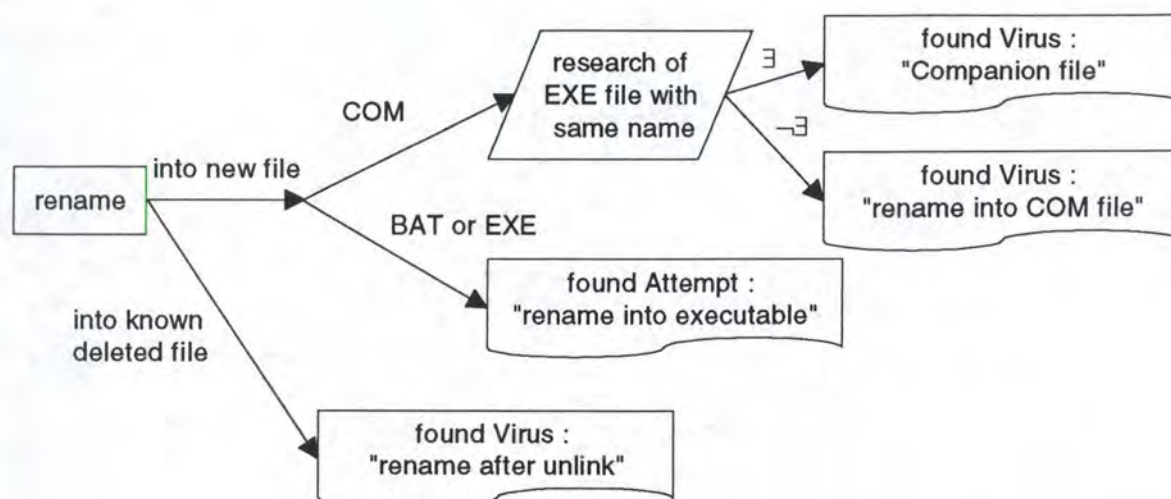 found Virus :
"Companion file"
research of
EXE file with
same name
∃
COM
¬∃
into new file
found Virus :
"rename into COM file"
rename
BAT or EXE
found Attempt :
"rename into executable"
into known
deleted file
found Virus :
"rename after unlink"